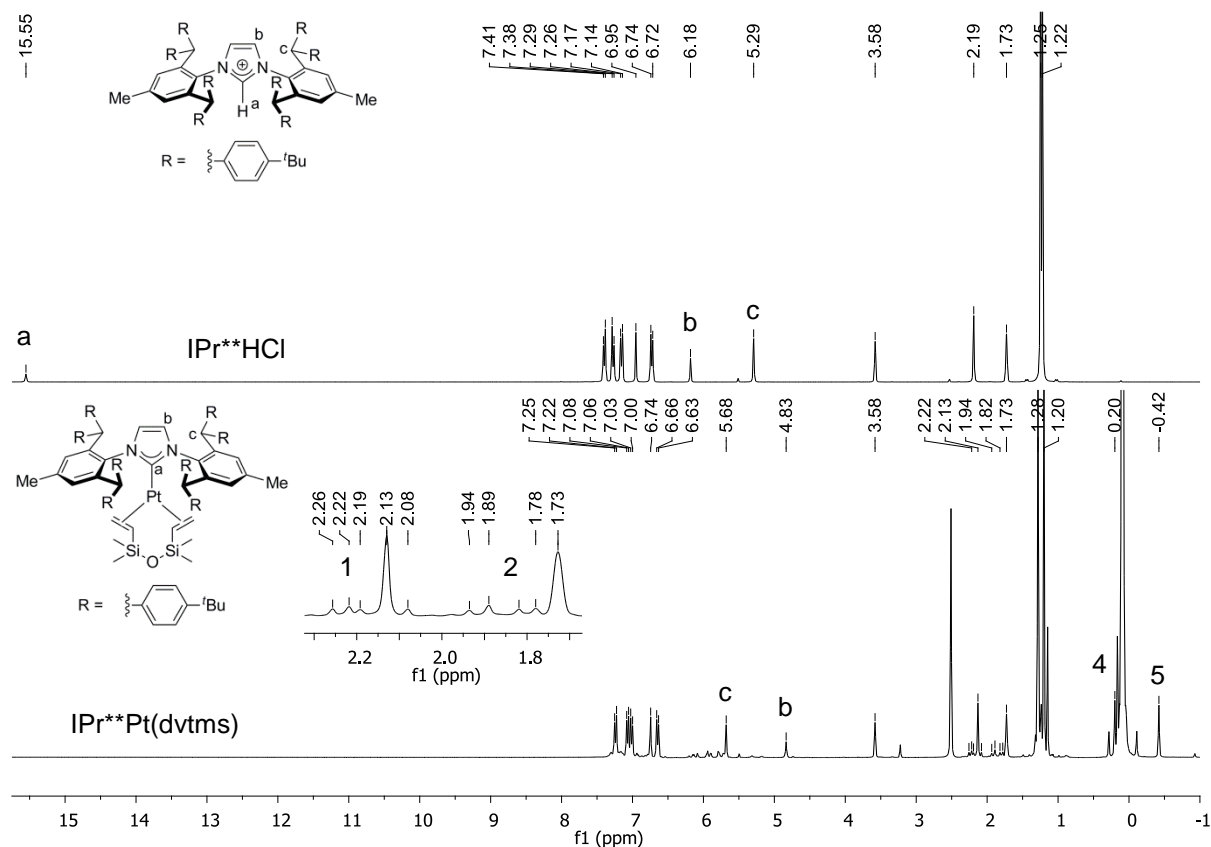 15.55
7.41
7.38
7.29
7.26
7.17
7.14
6.95
6.74
6.72
6.18
5.29
3.58
2.19
1.73
1.25
1.22
R R R b c R
R
N ⊕ N
R R
Me H a Me
R R
R = tBu
a
b
c
IPr**HCl
7.25
7.22
7.08
7.06
7.03
7.00
6.74
6.66
6.63
5.68
4.83
3.58
2.22
2.13
1.94
1.82
1.73
1.28
1.20
0.20
-0.42
R R b c R
R R
N N
R a R
Me Pt Me
R R
Si O Si
R = tBu
2.26
2.22
2.19
2.13
2.08
1.94
1.89
1.78
1.73
1
2
2.2 2.0 1.8
f1 (ppm)
4
5
c
b
IPr**Pt(dvtms)
15 14 13 12 11 10 9 8 7 6 5 4 3 2 1 0 -1
f1 (ppm)